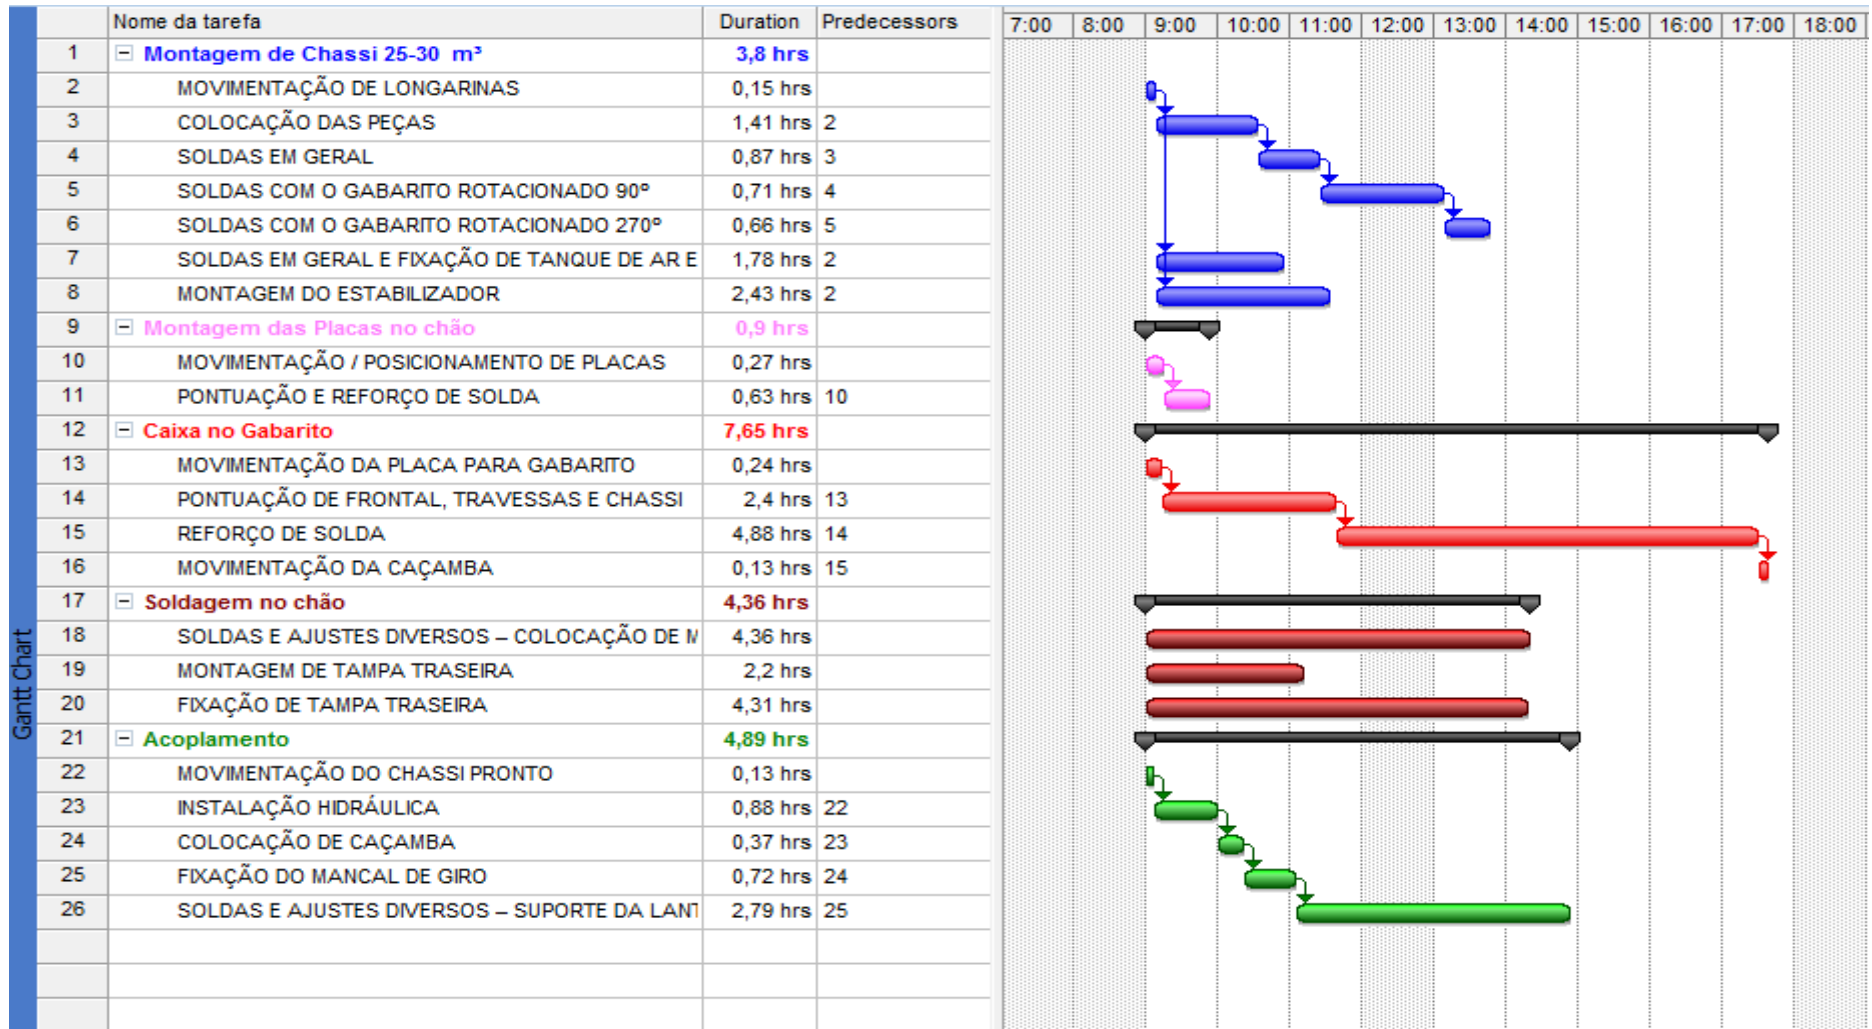 Nome da tarefa Duration Predecessors 7:00 8:00 9:00 10:00 11:00 12:00 13:00 14:00 15:00 16:00 17:00 18:00
1 Montagem de Chassi 25-30 m³ 3,8 hrs
2 MOVIMENTAÇÃO DE LONGARINAS 0,15 hrs
3 COLOCAÇÃO DAS PEÇAS 1,41 hrs 2
4 SOLDAS EM GERAL 0,87 hrs 3
5 SOLDAS COM O GABARITO ROTACIONADO 90º 0,71 hrs 4
6 SOLDAS COM O GABARITO ROTACIONADO 270º 0,66 hrs 5
7 SOLDAS EM GERAL E FIXAÇÃO DE TANQUE DE AR E 1,78 hrs 2
8 MONTAGEM DO ESTABILIZADOR 2,43 hrs 2
9 Montagem das Placas no chão 0,9 hrs
10 MOVIMENTAÇÃO / POSICIONAMENTO DE PLACAS 0,27 hrs
11 PONTUAÇÃO E REFORÇO DE SOLDA 0,63 hrs 10
12 Caixa no Gabarito 7,65 hrs
13 MOVIMENTAÇÃO DA PLACA PARA GABARITO 0,24 hrs
14 PONTUAÇÃO DE FRONTAL, TRAVESSAS E CHASSI 2,4 hrs 13
15 REFORÇO DE SOLDA 4,88 hrs 14
16 MOVIMENTAÇÃO DA CAÇAMBA 0,13 hrs 15
17 Soldagem no chão 4,36 hrs
18 SOLDAS E AJUSTES DIVERSOS – COLOCAÇÃO DE M 4,36 hrs
19 MONTAGEM DE TAMPA TRASEIRA 2,2 hrs
20 FIXAÇÃO DE TAMPA TRASEIRA 4,31 hrs
21 Acoplamento 4,89 hrs
22 MOVIMENTAÇÃO DO CHASSI PRONTO 0,13 hrs
23 INSTALAÇÃO HIDRÁULICA 0,88 hrs 22
24 COLOCAÇÃO DE CAÇAMBA 0,37 hrs 23
25 FIXAÇÃO DO MANCAL DE GIRO 0,72 hrs 24
26 SOLDAS E AJUSTES DIVERSOS – SUPORTE DA LANT 2,79 hrs 25
Gantt Chart